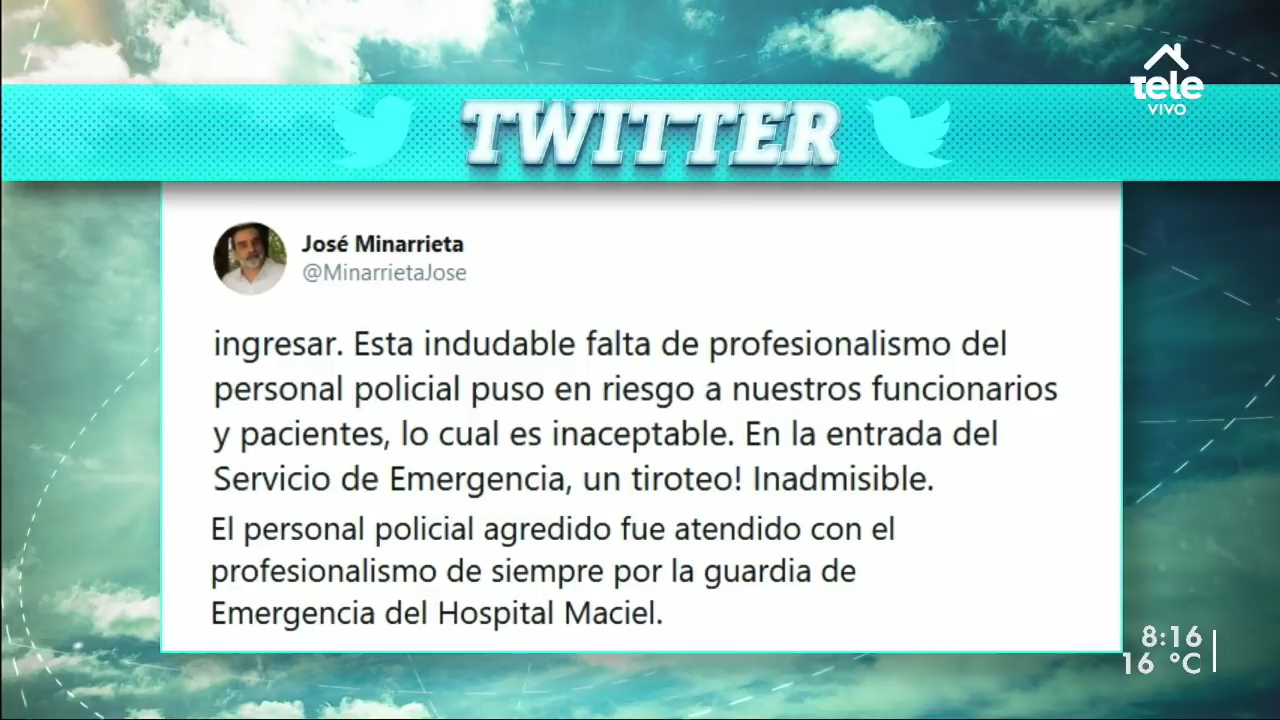 tele
VIVO
TWITTER
José Minarrieta
@MinarrietaJose
ingresar. Esta indudable falta de profesionalismo del
personal policial puso en riesgo a nuestros funcionarios
y pacientes, lo cual es inaceptable. En la entrada del
Servicio de Emergencia, un tiroteo! Inadmisible.
El personal policial agredido fue atendido con el
profesionalismo de siempre por la guardia de
Emergencia del Hospital Maciel.
8:16
16 °C